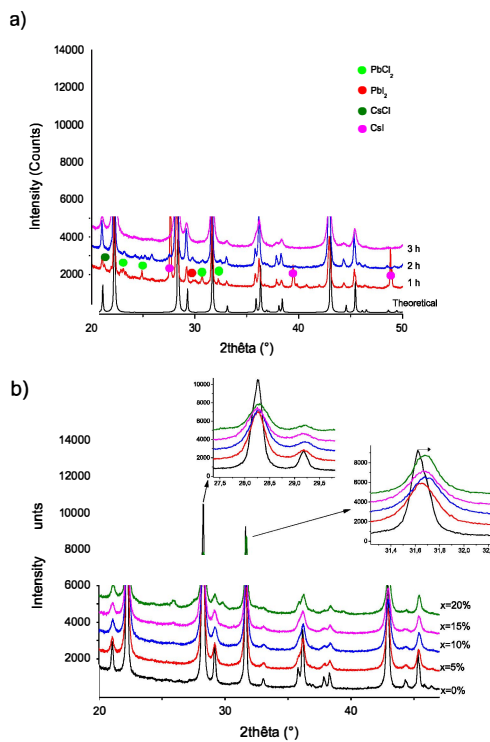 a)
14000
12000
10000
8000
6000
4000
2000
Intensity (Counts)
PbCl2
PbI2
CsCl
CsI
3 h
2 h
1 h
Theoretical
20 30 40 50
2thêta (°)
b)
14000
12000
10000
8000
6000
4000
2000
Intensity
unts
10000
8000
6000
4000
2000
0
27,5 28,0 28,5 29,0 29,5
8000
6000
4000
2000
0
31,4 31,6 31,8 32,0 32,2
x=20%
x=15%
x=10%
x=5%
x=0%
20 30 40
2thêta (°)